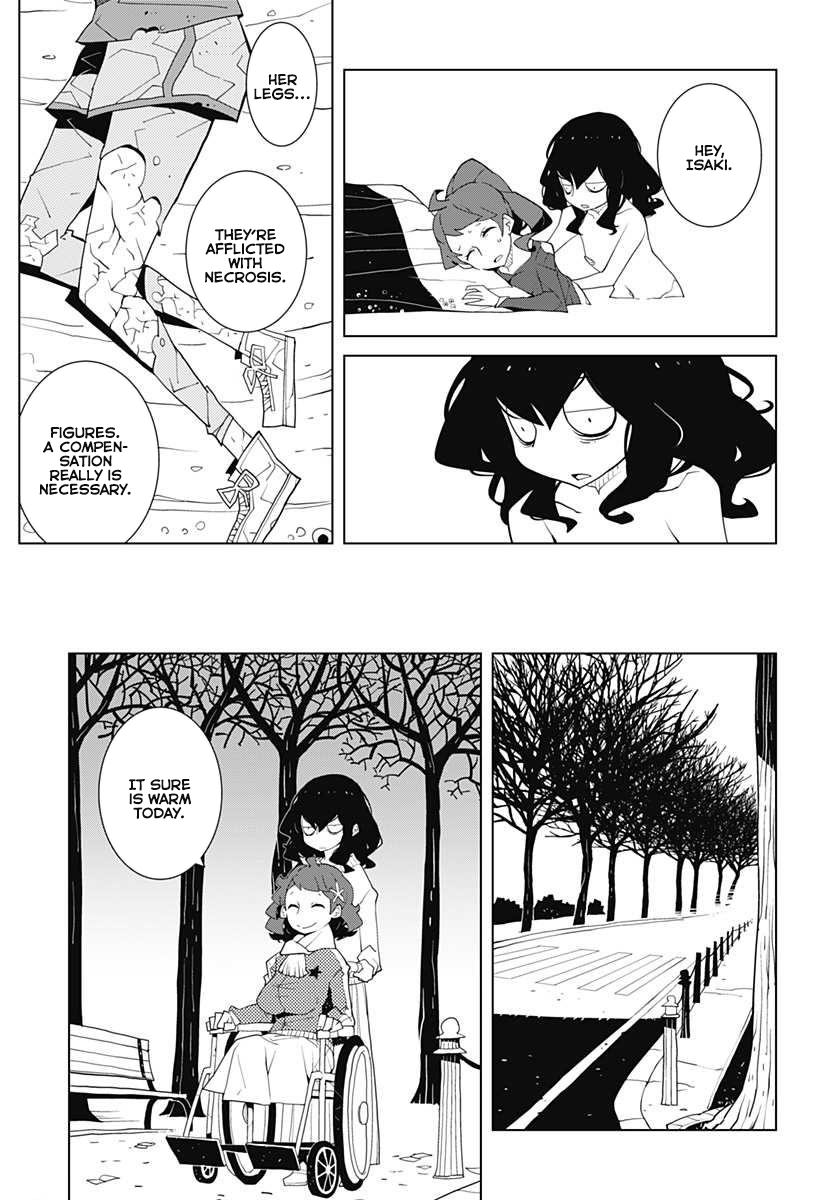 HEY,
ISAKI.
HER
LEGS...
THEY'RE
AFFLICTED
WITH
NECROSIS.
FIGURES.
A COMPEN-
SATION
REALLY IS
NECESSARY.
IT SURE
IS WARM
TODAY.